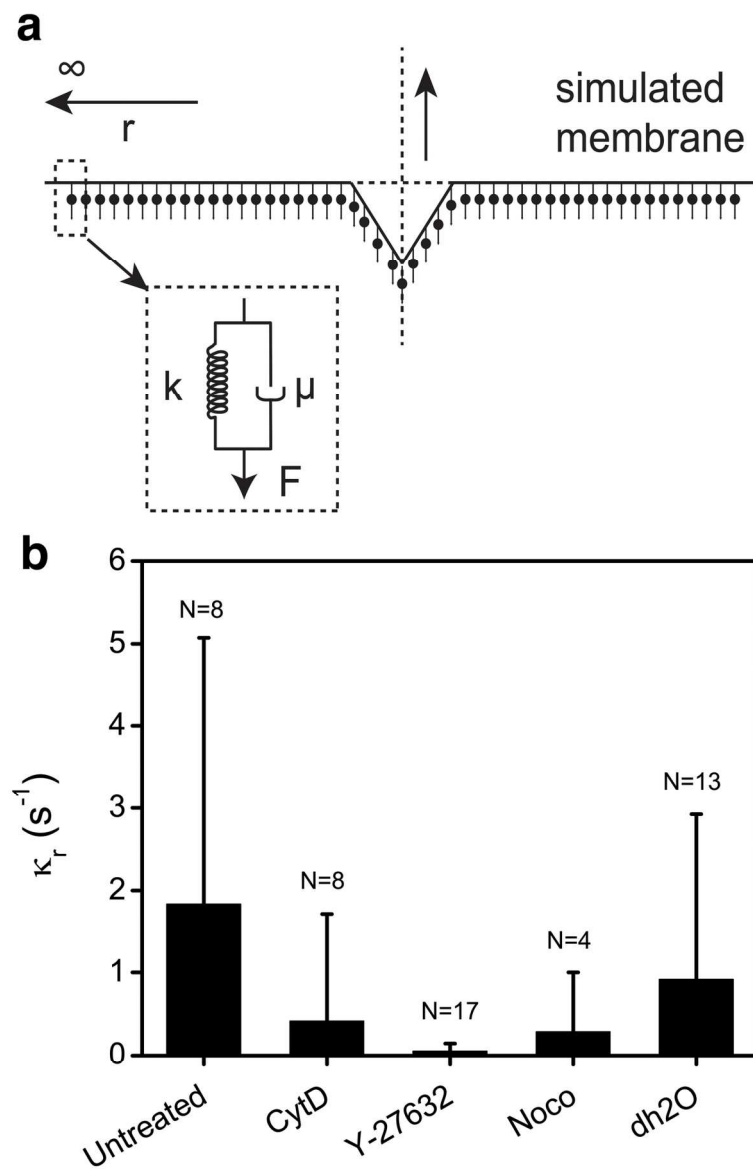 a
∞
r
simulated
membrane
k
μ
F
b
6
5
4
3
2
1
0
κr (s-1)
N=8
N=8
N=17
N=4
N=13
Untreated
CytD
Y-27632
Noco
dh2O